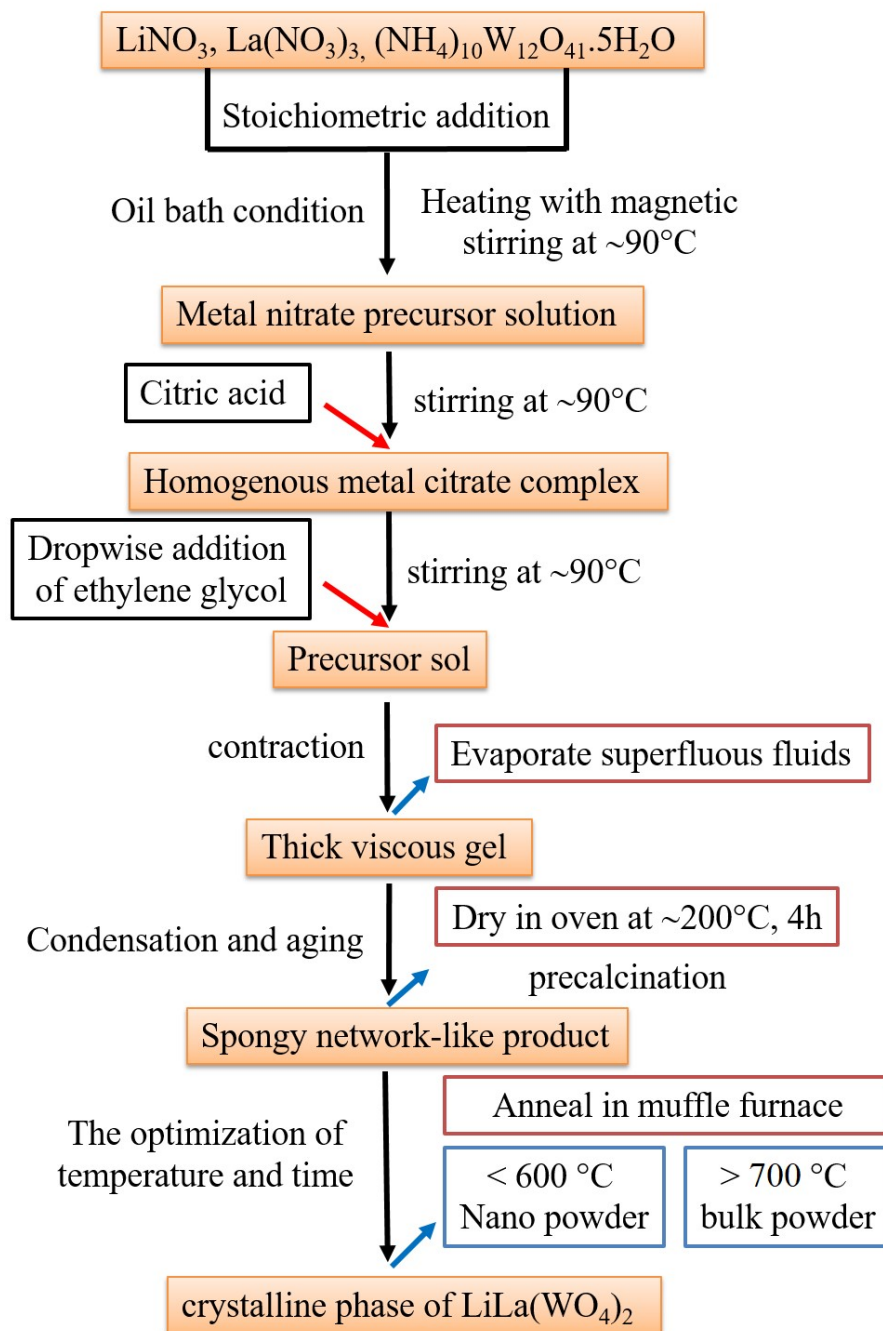 LiNO₃, La(NO₃)₃, (NH₄)₁₀W₁₂O₄₁.5H₂O
Stoichiometric addition
Oil bath condition
Heating with magnetic
stirring at ~90°C
Metal nitrate precursor solution
Citric acid
stirring at ~90°C
Homogenous metal citrate complex
Dropwise addition
of ethylene glycol
stirring at ~90°C
Precursor sol
contraction
Evaporate superfluous fluids
Thick viscous gel
Condensation and aging
Dry in oven at ~200°C, 4h
precalcination
Spongy network-like product
The optimization of
temperature and time
Anneal in muffle furnace
< 600 °C
Nano powder
> 700 °C
bulk powder
crystalline phase of LiLa(WO₄)₂